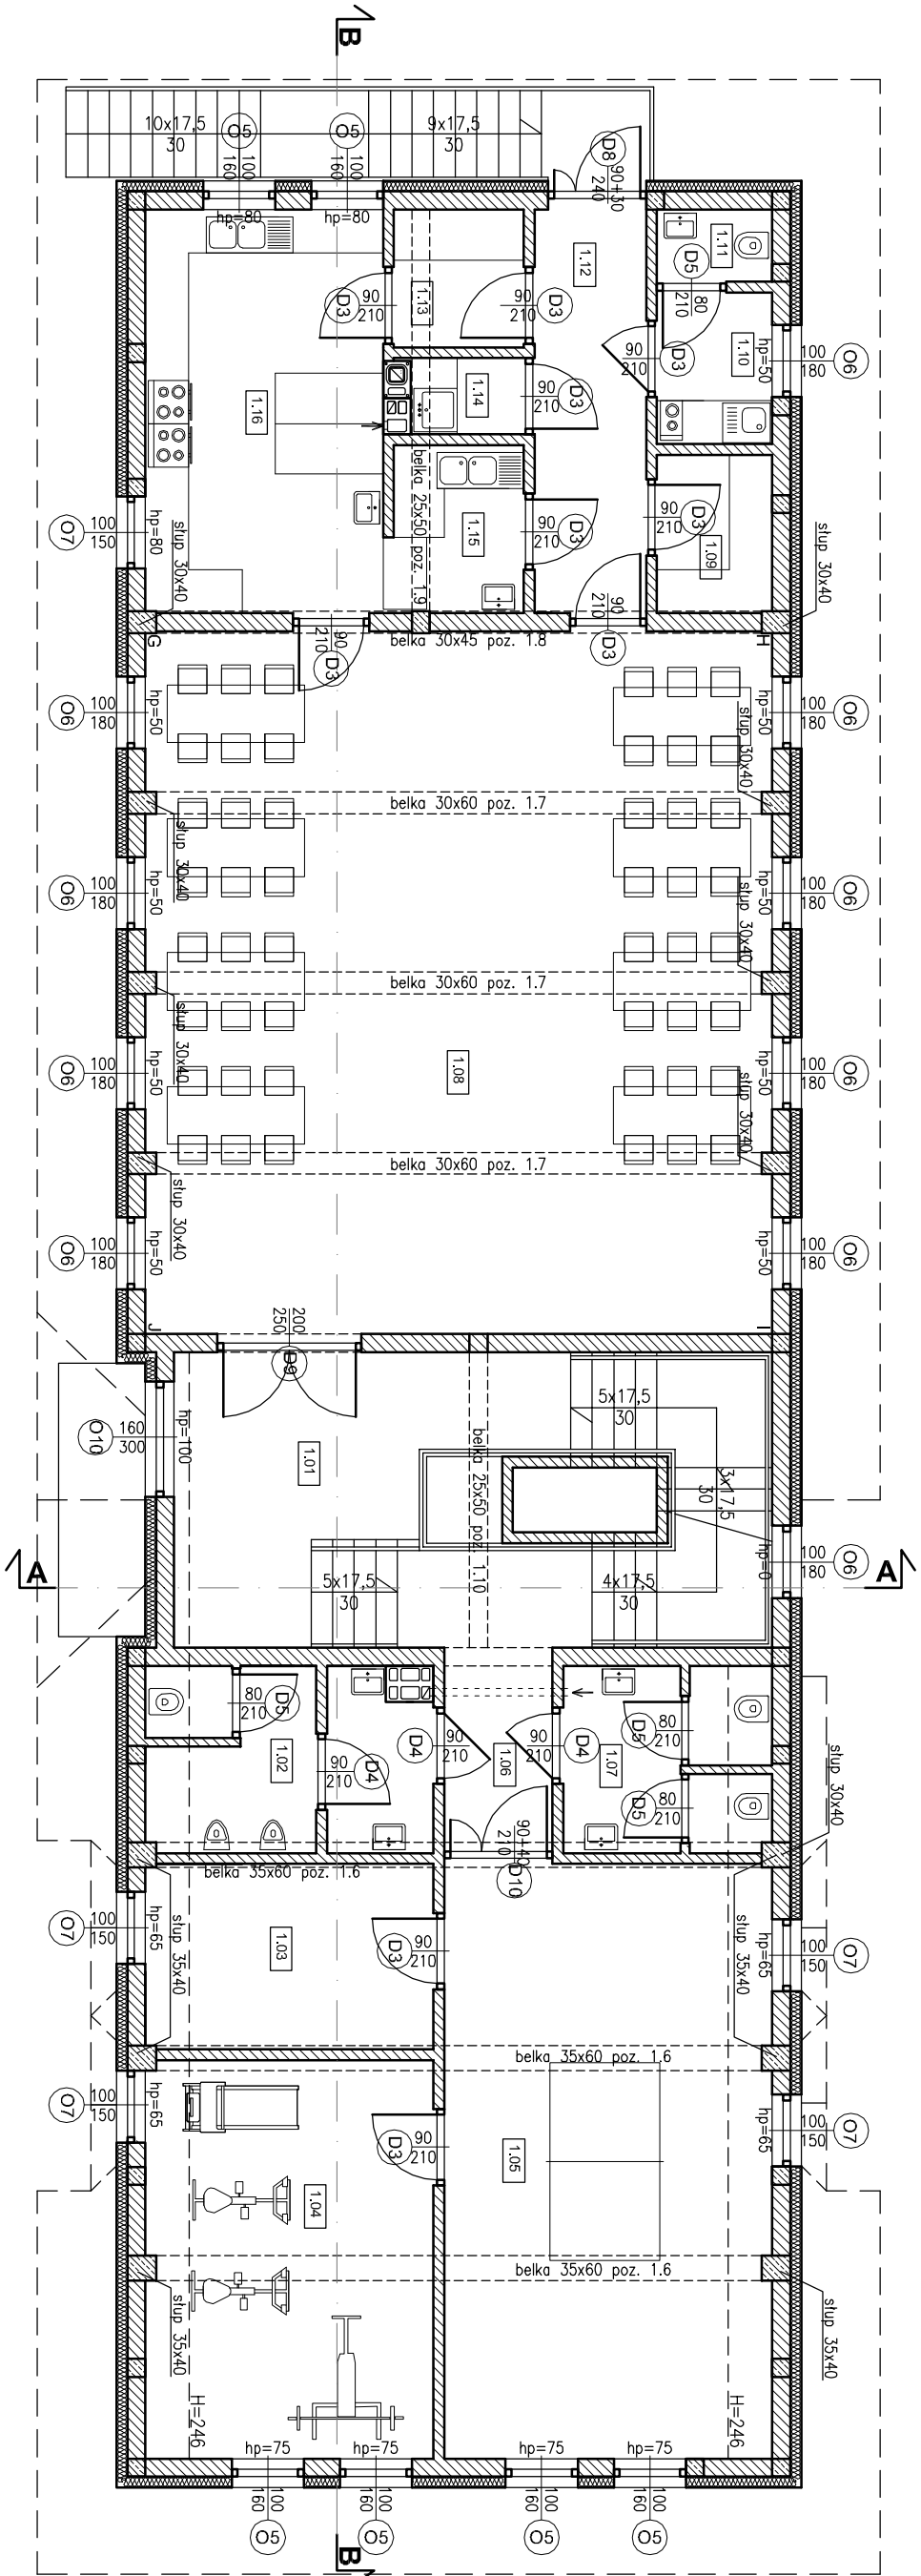 B
10x17,5
30
O5
100
160
hp=80
O5
100
160
hp=80
9x17,5
30
D8
90+30
240
1.11
D5
80
210
1.12
1.13
D3
90
210
D3
90
210
D3
90
210
1.10
hp=50
100
180
O6
1.16
1.14
D3
90
210
belka 25x50 poz. 1.9
1.15
D3
90
210
D3
90
210
1.09
O7
100
150
hp=80
słup 30x40
słup 30x40
G
D3
90
210
belka 30x45 poz. 1.8
D3
90
210
H
O6
100
180
hp=50
hp=50
100
180
O6
słup 30x40
belka 30x60 poz. 1.7
słup 30x40
O6
100
180
hp=50
hp=50
100
180
O6
słup 30x40
belka 30x60 poz. 1.7
słup 30x40
O6
100
180
hp=50
1.08
hp=50
100
180
O6
słup 30x40
belka 30x60 poz. 1.7
słup 30x40
O6
100
180
hp=50
hp=50
100
180
O6
J
I
200
250
D9
O10
160
300
hp=100
1.01
belka 25x50 poz. 1.10
5x17,5
30
3x17,5
30
hp=0
100
180
O6
A
5x17,5
30
4x17,5
30
A
D5
80
210
1.02
D4
90
210
D4
90
210
1.06
D4
90
210
1.07
D5
80
210
D5
80
210
90+40
210
D10
słup 30x40
belka 35x60 poz. 1.6
O7
100
150
hp=65
słup 35x40
1.03
D3
90
210
słup 35x40
hp=65
100
150
O7
belka 35x60 poz. 1.6
O7
100
150
hp=65
D3
90
210
1.05
hp=65
100
150
O7
1.04
belka 35x60 poz. 1.6
słup 35x40
słup 35x40
H=246
H=246
hp=75
hp=75
hp=75
hp=75
100
160
O5
100
160
O5
100
160
O5
100
160
O5
B